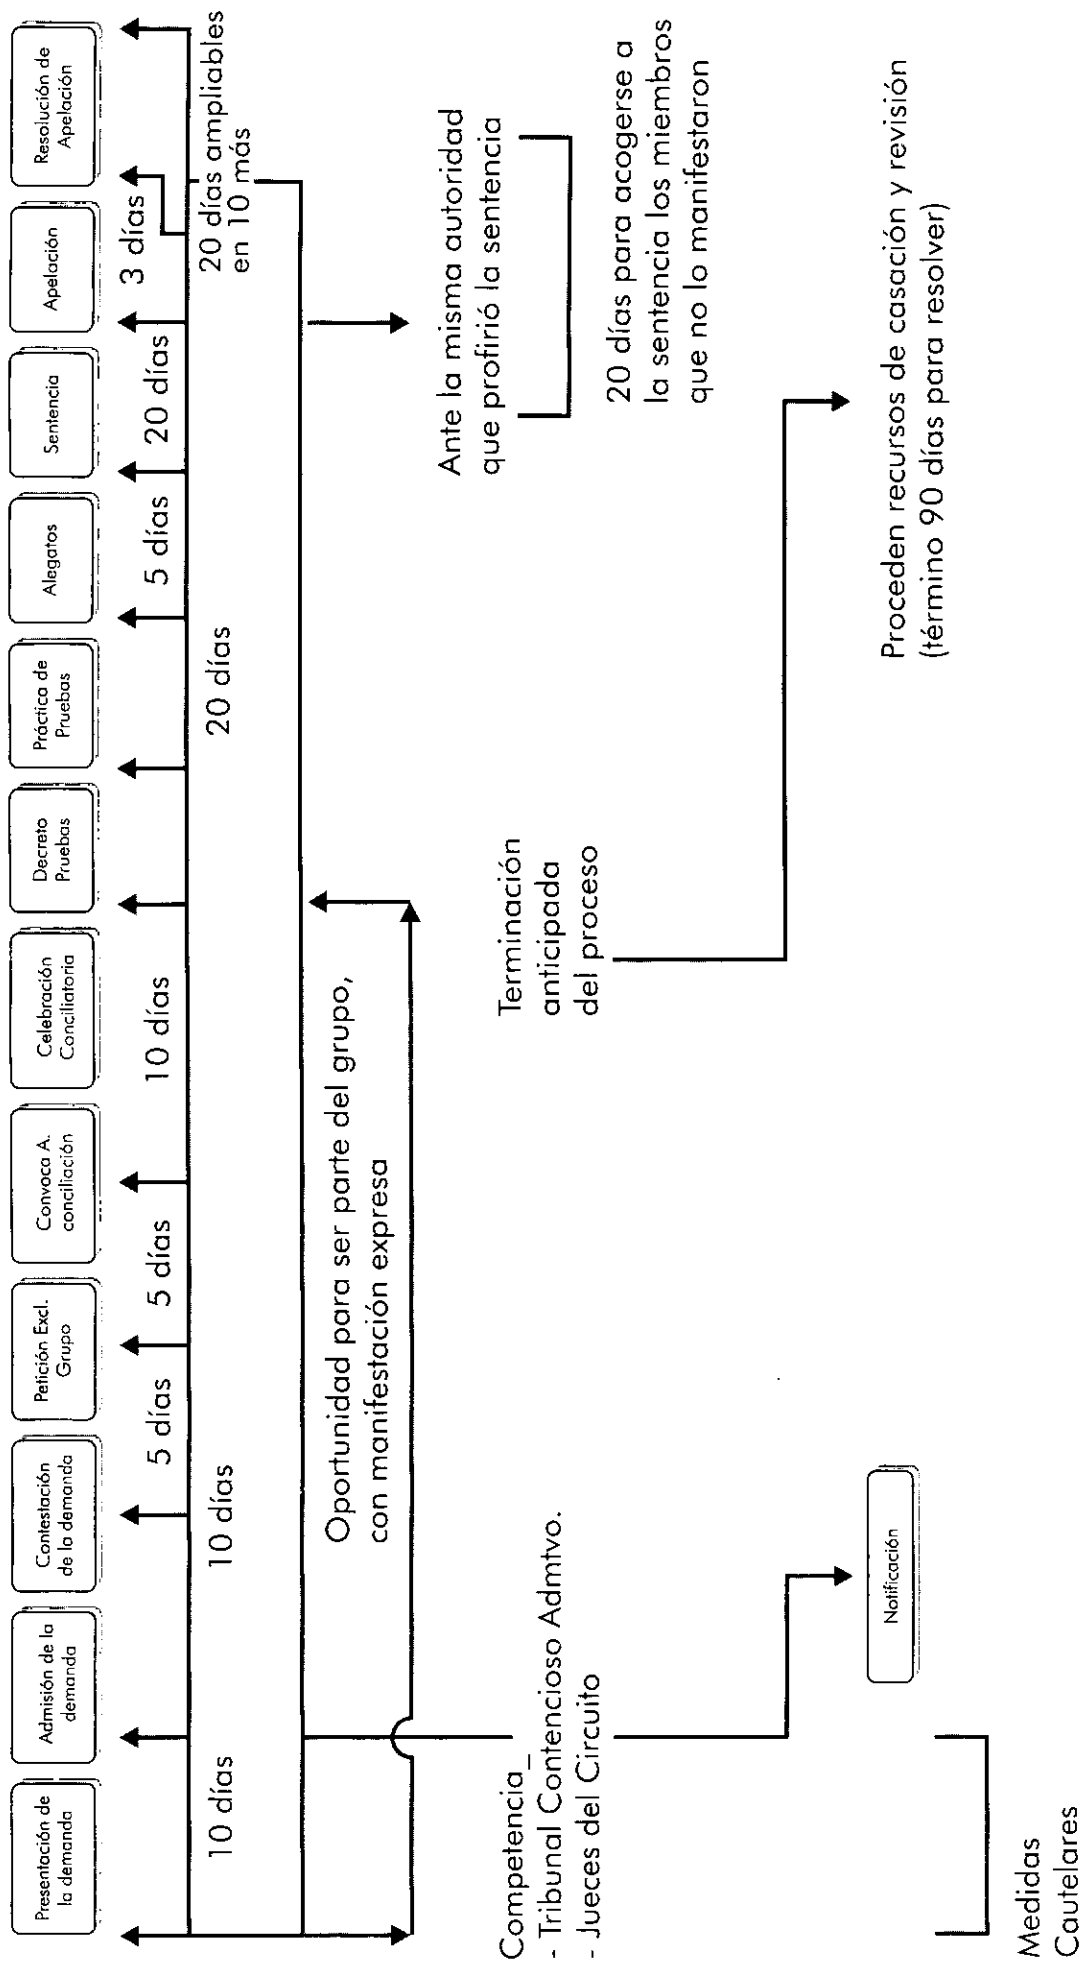 Presentación de
la demanda
Admisión de la
demanda
Contestación
de la demanda
Petición Excl.
Grupo
Convoca A.
conciliación
Celebración
Conciliatoria
Decreto
Pruebas
Práctica de
Pruebas
Alegatos
Sentencia
Apelación
Resolución de
Apelación
10 días
10 días
5 días
5 días
10 días
20 días
5 días
20 días
3 días
20 días ampliables
en 10 más
Oportunidad para ser parte del grupo,
con manifestación expresa
Ante la misma autoridad
que profirió la sentencia
20 días para acogerse a
la sentencia los miembros
que no lo manifestaron
Competencia_
- Tribunal Contencioso Admtvo.
- Jueces del Circuito
Terminación
anticipada
del proceso
Notificación
Proceden recursos de casación y revisión
(término 90 días para resolver)
Medidas
Cautelares